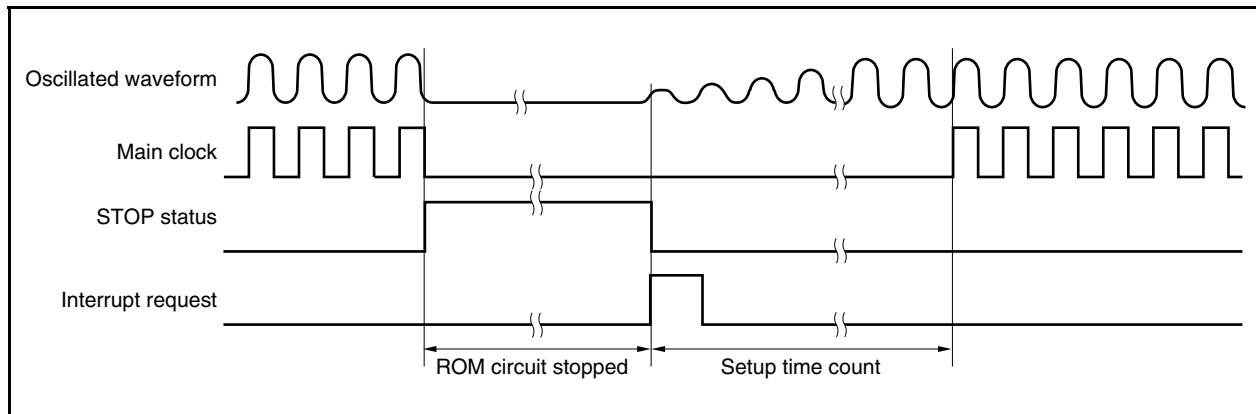 Oscillated waveform
Main clock
STOP status
Interrupt request
ROM circuit stopped
Setup time count